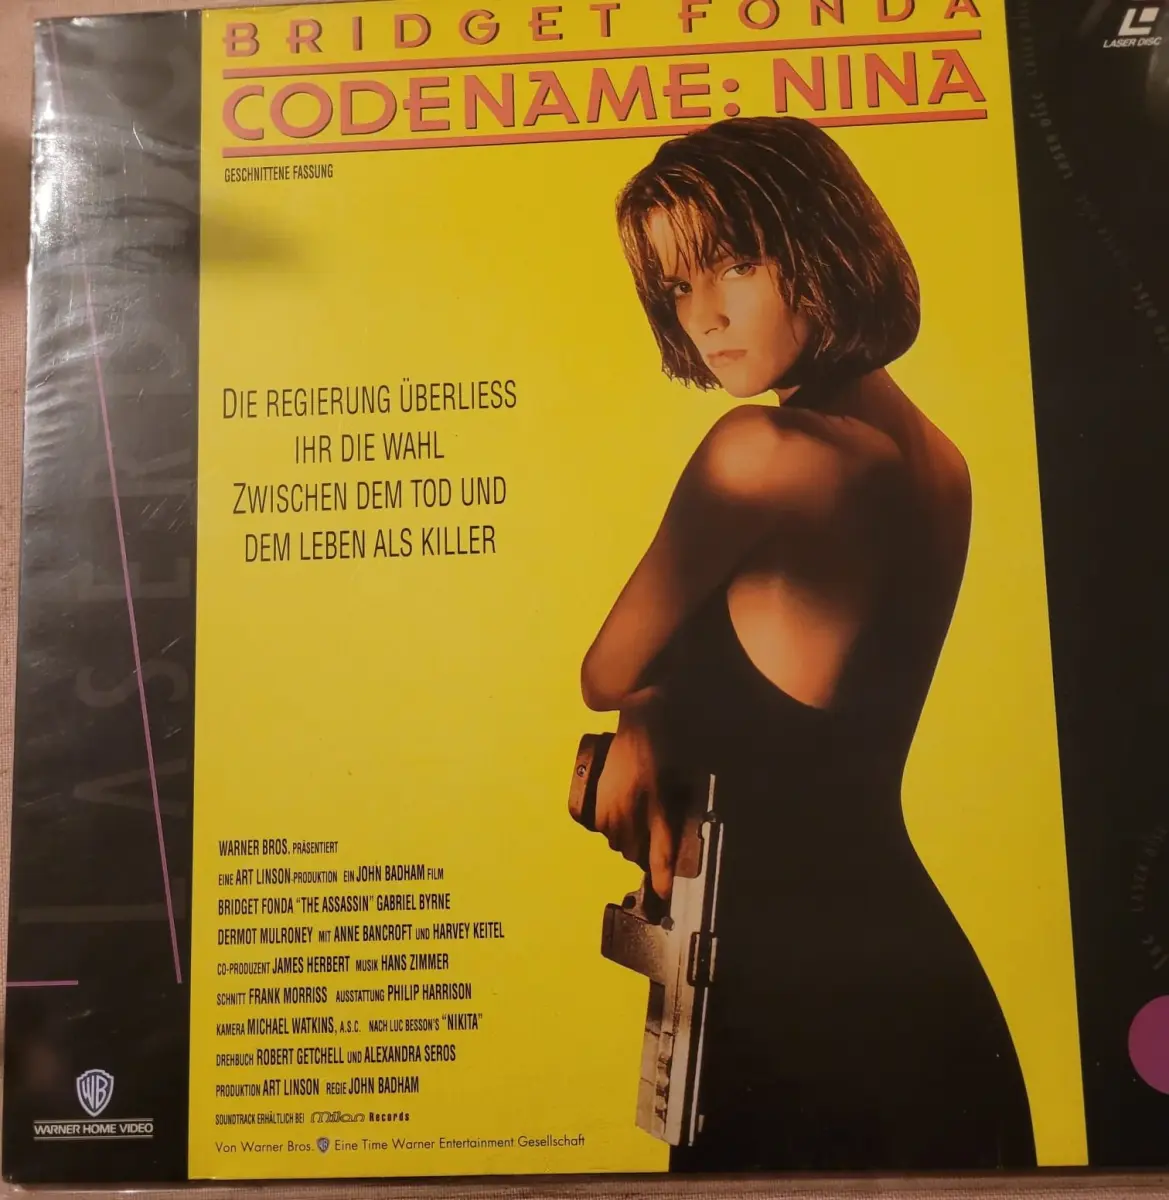 BRIDGET FONDA
LASER DISC
CODENAME: NINA
GESCHNITTENE FASSUNG
DIE REGIERUNG ÜBERLIESS
IHR DIE WAHL
ZWISCHEN DEM TOD UND
DEM LEBEN ALS KILLER
WARNER BROS. PRÄSENTIERT
EINE ART LINSON-PRODUKTION EIN JOHN BADHAM FILM
BRIDGET FONDA "THE ASSASSIN" GABRIEL BYRNE
DERMOT MULRONEY MIT ANNE BANCROFT UND HARVEY KEITEL
CO-PRODUZENT JAMES HERBERT MUSIK HANS ZIMMER
SCHNITT FRANK MORRISS AUSSTATTUNG PHILIP HARRISON
KAMERA MICHAEL WATKINS, A.S.C. NACH LUC BESSON'S "NIKITA"
DREHBUCH ROBERT GETCHELL UND ALEXANDRA SEROS
PRODUKTION ART LINSON REGIE JOHN BADHAM
SOUNDTRACK ERHÄLTLICH BEI Milan Records
Von Warner Bros. WB Eine Time Warner Entertainment Gesellschaft
WB
WARNER HOME VIDEO
LASER DISC